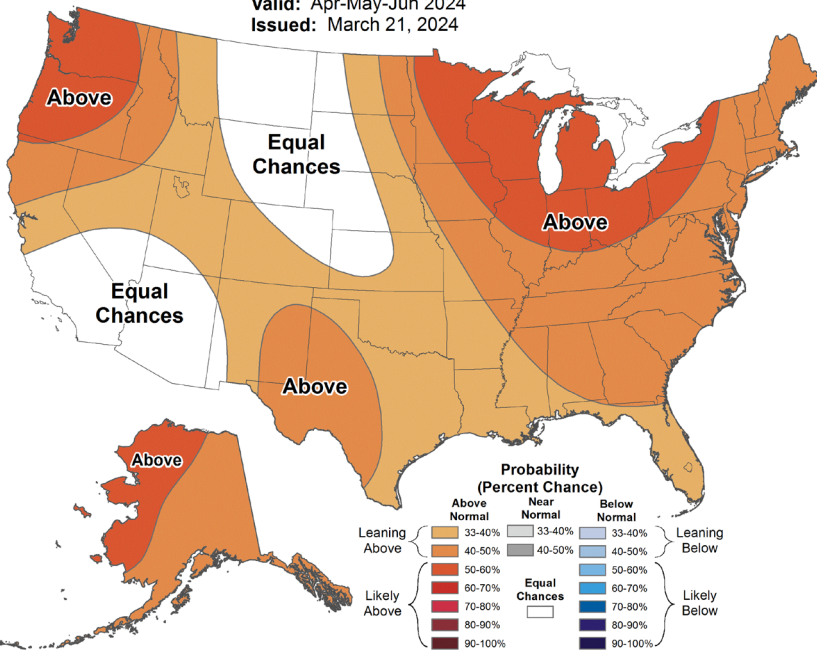 Valid: Apr-May-Jun 2024
Issued: March 21, 2024
Above
Equal
Chances
Above
Equal
Chances
Above
Above
Probability
(Percent Chance)
Above
Normal
Near
Normal
Below
Normal
Leaning
Above
33-40%
33-40%
33-40%
Leaning
Below
40-50%
40-50%
40-50%
Likely
Above
50-60%
50-60%
Likely
Below
60-70%
Equal
Chances
60-70%
70-80%
70-80%
80-90%
80-90%
90-100%
90-100%